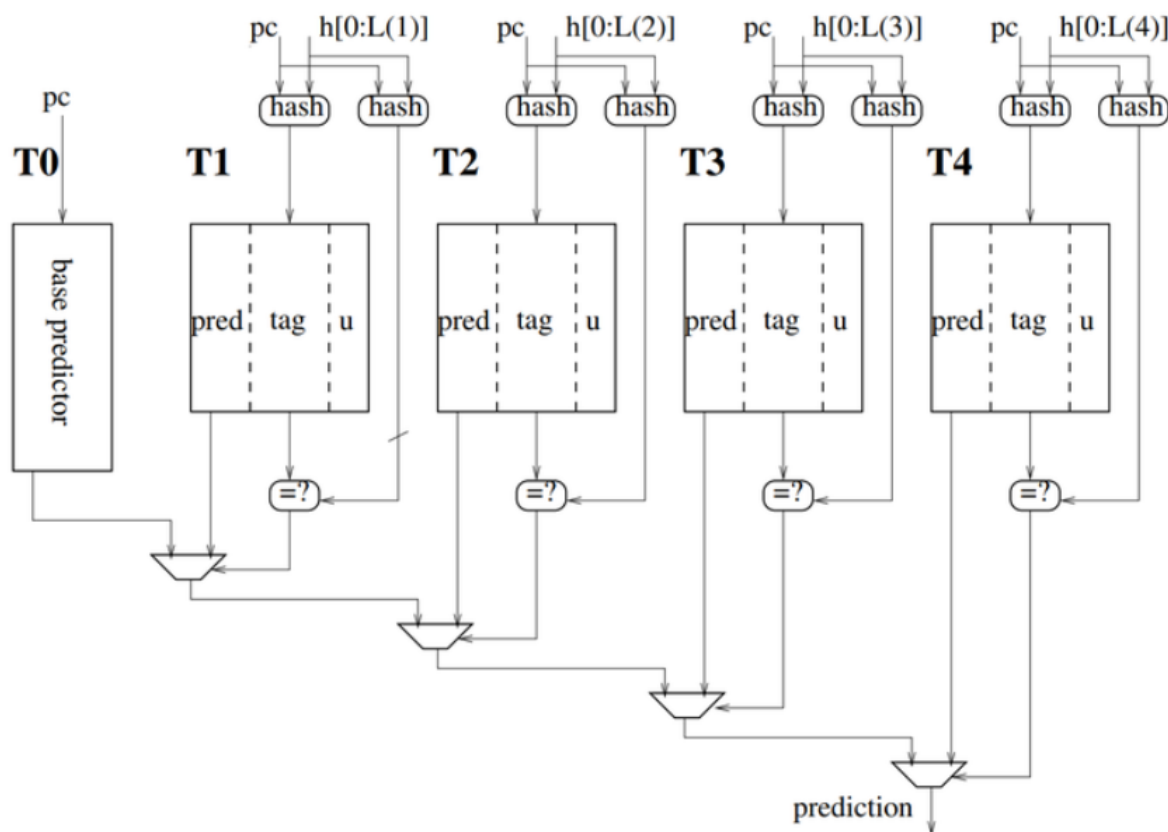 pc h[0:L(1)] pc h[0:L(2)] pc h[0:L(3)] pc h[0:L(4)]
pc hash hash hash hash hash hash hash hash
T0 T1 T2 T3 T4
base predictor
pred tag u pred tag u pred tag u pred tag u
=? =? =? =?
prediction